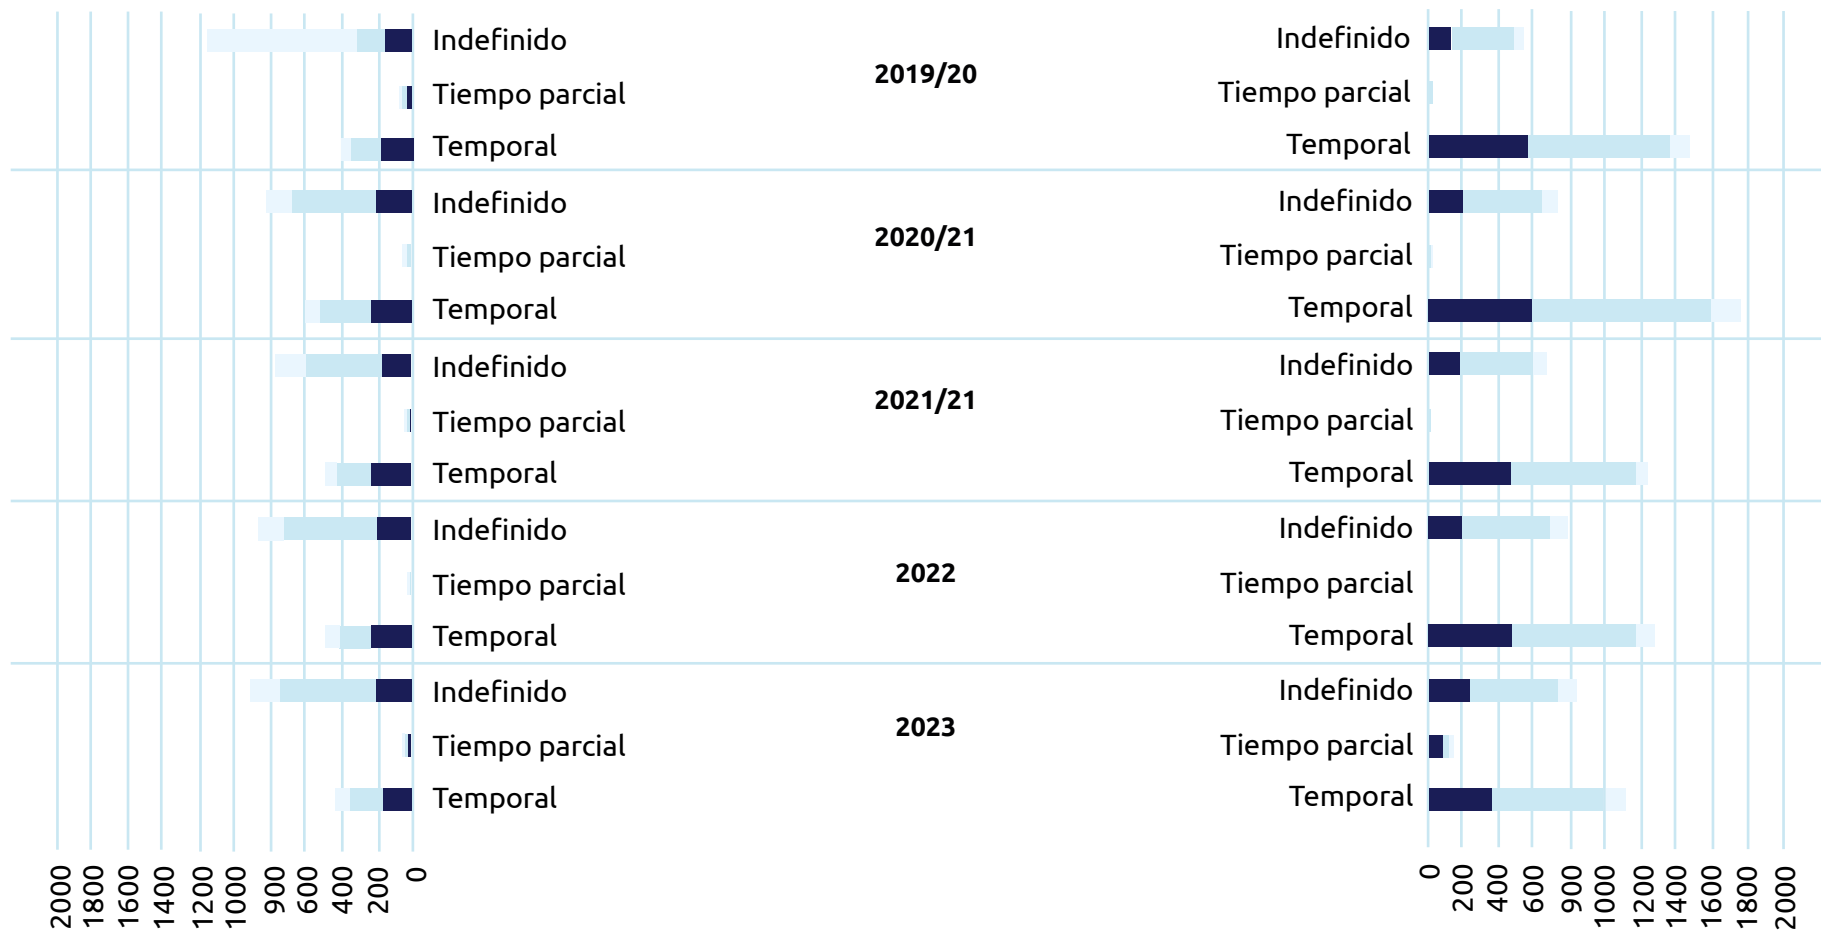 Indefinido
Tiempo parcial
Temporal
2019/20
Indefinido
Tiempo parcial
Temporal
Indefinido
Tiempo parcial
Temporal
2020/21
Indefinido
Tiempo parcial
Temporal
Indefinido
Tiempo parcial
Temporal
2021/21
Indefinido
Tiempo parcial
Temporal
Indefinido
Tiempo parcial
Temporal
2022
Indefinido
Tiempo parcial
Temporal
Indefinido
Tiempo parcial
Temporal
2023
Indefinido
Tiempo parcial
Temporal
2000 1800 1600 1400 1200 1000 900 600 400 200 0
0 200 400 600 900 1000 1200 1400 1600 1800 2000